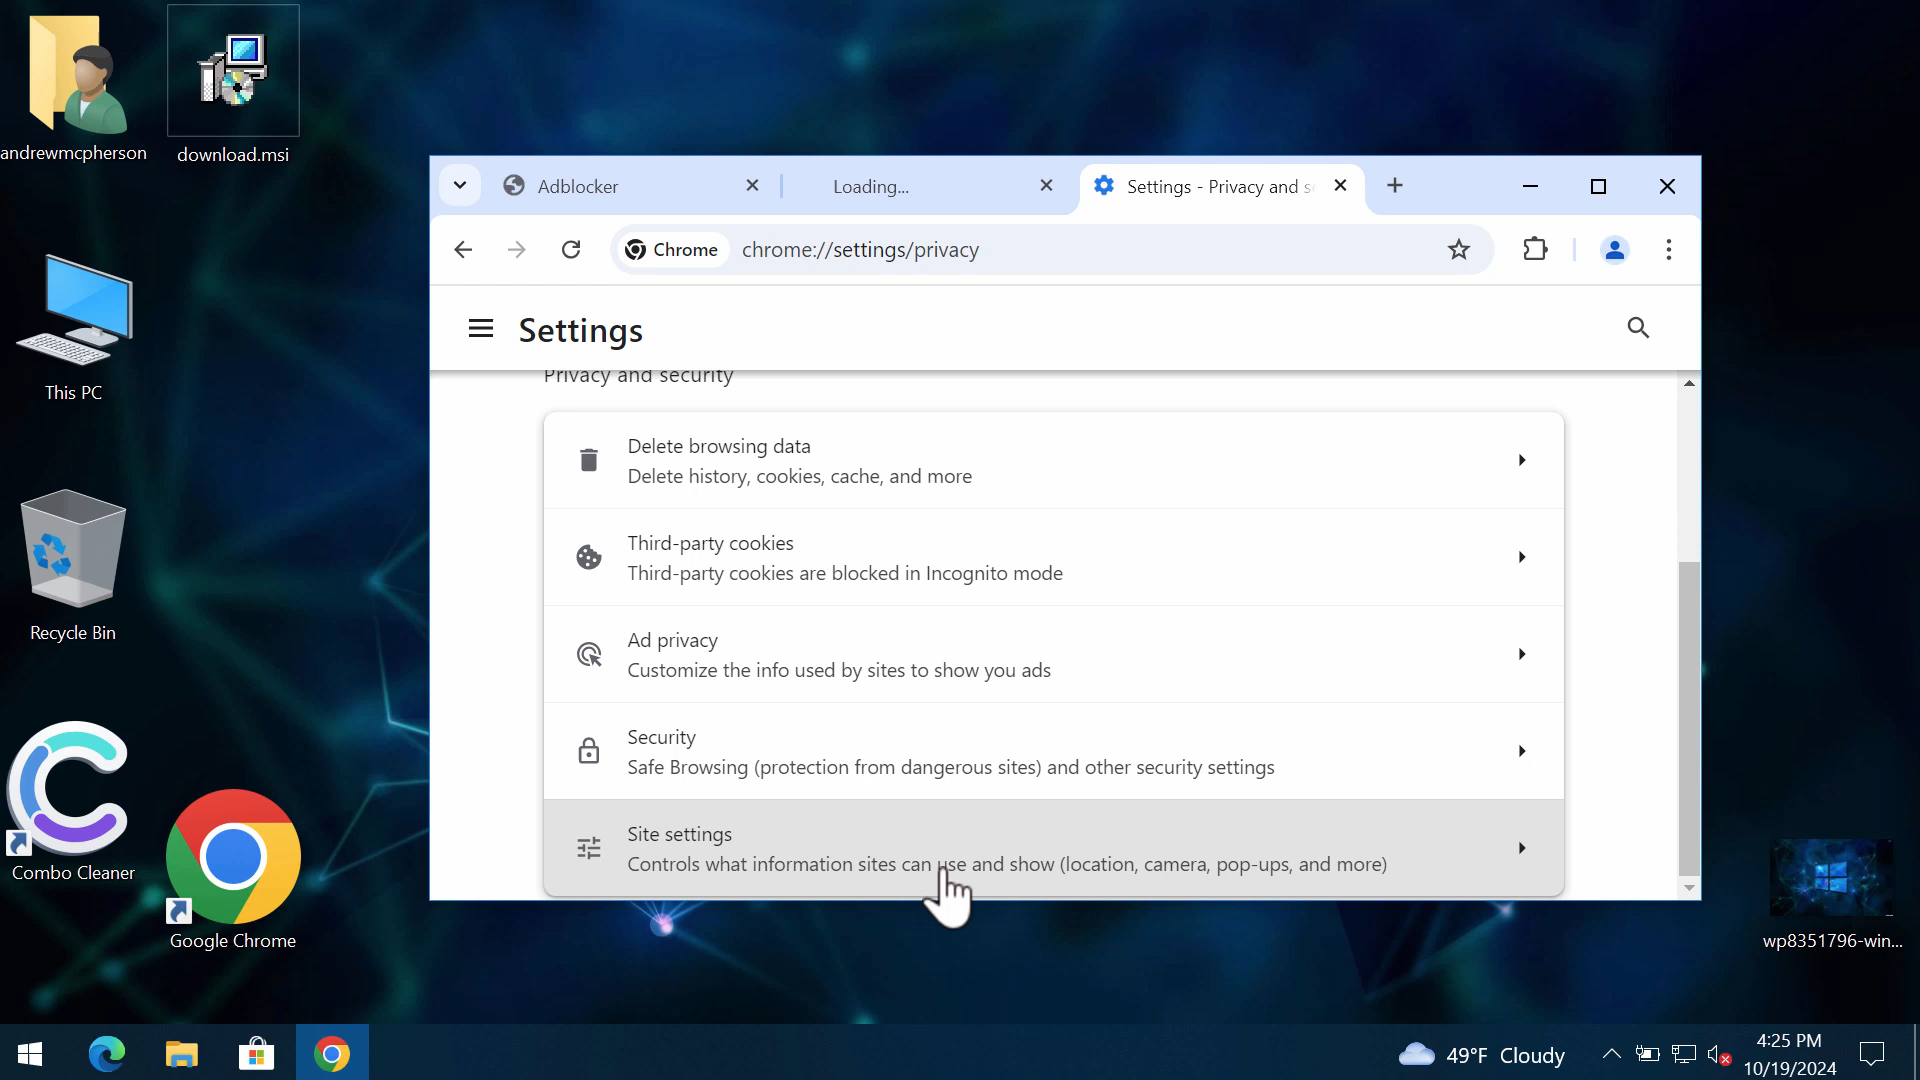 andrewmcpherson
download.msi
This PC
Recycle Bin
Combo Cleaner
Google Chrome
Adblocker
Loading...
Settings - Privacy and s
Chrome
chrome://settings/privacy
Settings
Privacy and security
Delete browsing data
Delete history, cookies, cache, and more
Third-party cookies
Third-party cookies are blocked in Incognito mode
Ad privacy
Customize the info used by sites to show you ads
Security
Safe Browsing (protection from dangerous sites) and other security settings
Site settings
Controls what information sites can use and show (location, camera, pop-ups, and more)
wp8351796-win...
49°F Cloudy
4:25 PM
10/19/2024